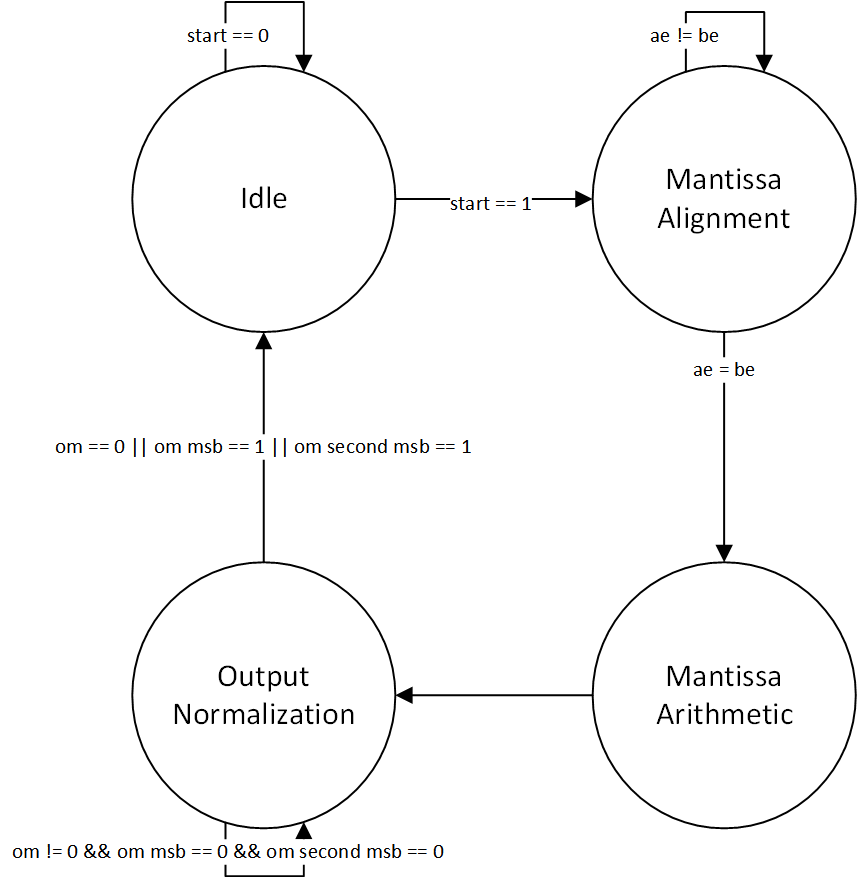 start == 0
ae != be
Idle
Mantissa
Alignment
start == 1
ae = be
om == 0 || om msb == 1 || om second msb == 1
Output
Normalization
Mantissa
Arithmetic
om != 0 && om msb == 0 && om second msb == 0